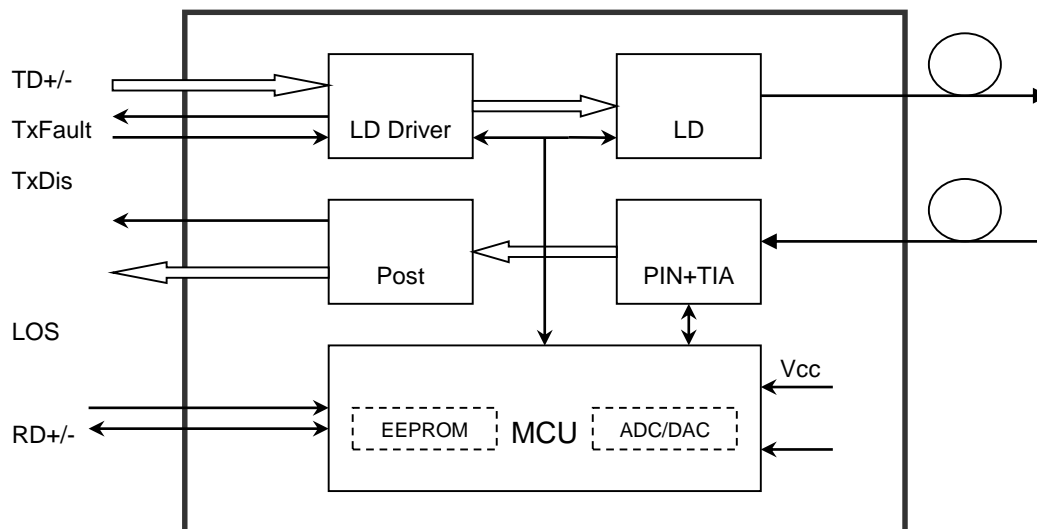 TD+/-
TxFault
TxDis
LOS
RD+/-
LD Driver
LD
Post
PIN+TIA
Vcc
EEPROM
MCU
ADC/DAC